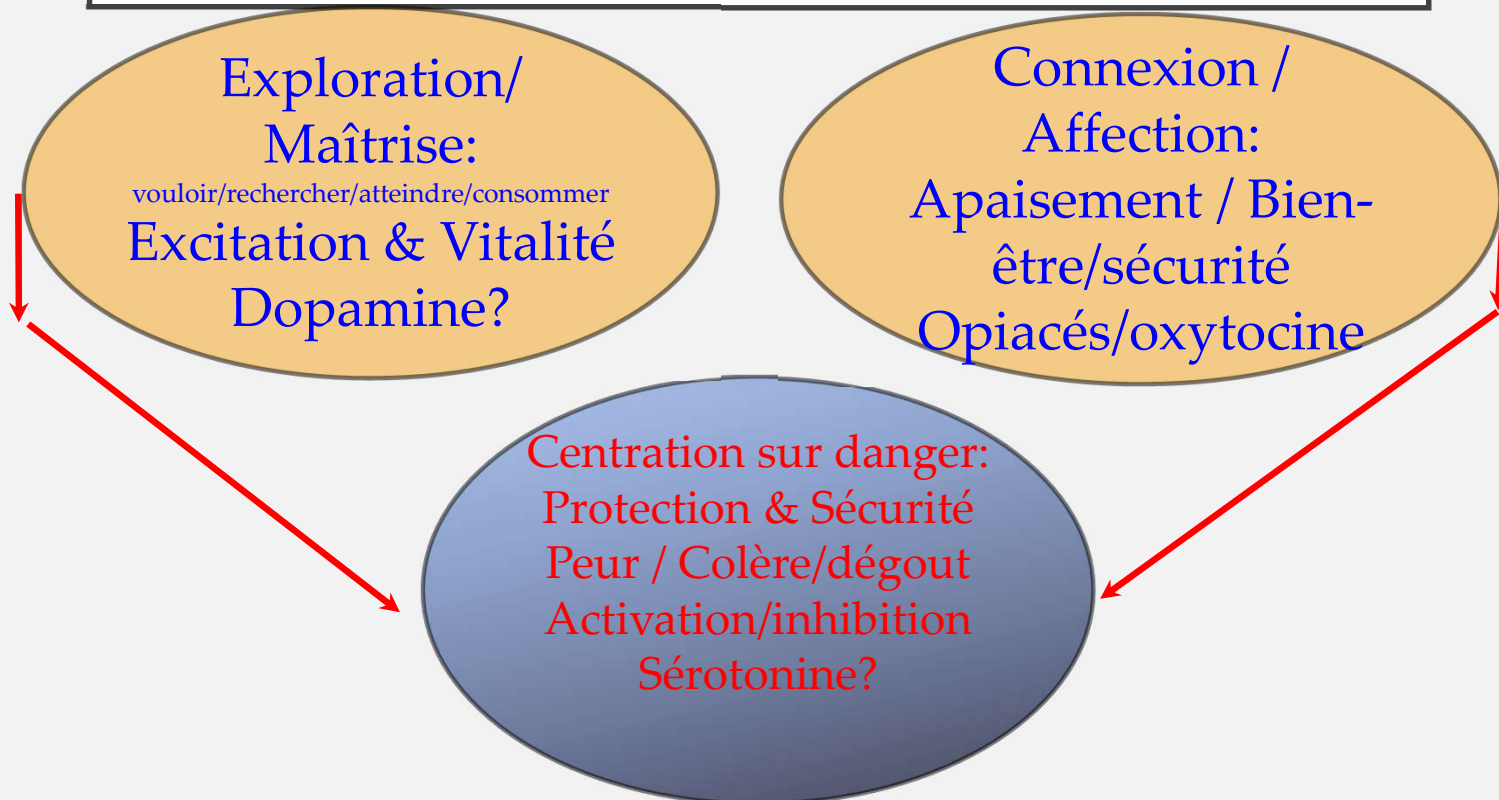 Exploration/
Maîtrise:
vouloir/rechercher/atteindre/consommer
Excitation & Vitalité
Dopamine?
Connexion /
Affection:
Apaisement / Bien-
être/sécurité
Opiacés/oxytocine
Centration sur danger:
Protection & Sécurité
Peur / Colère/dégout
Activation/inhibition
Sérotonine?